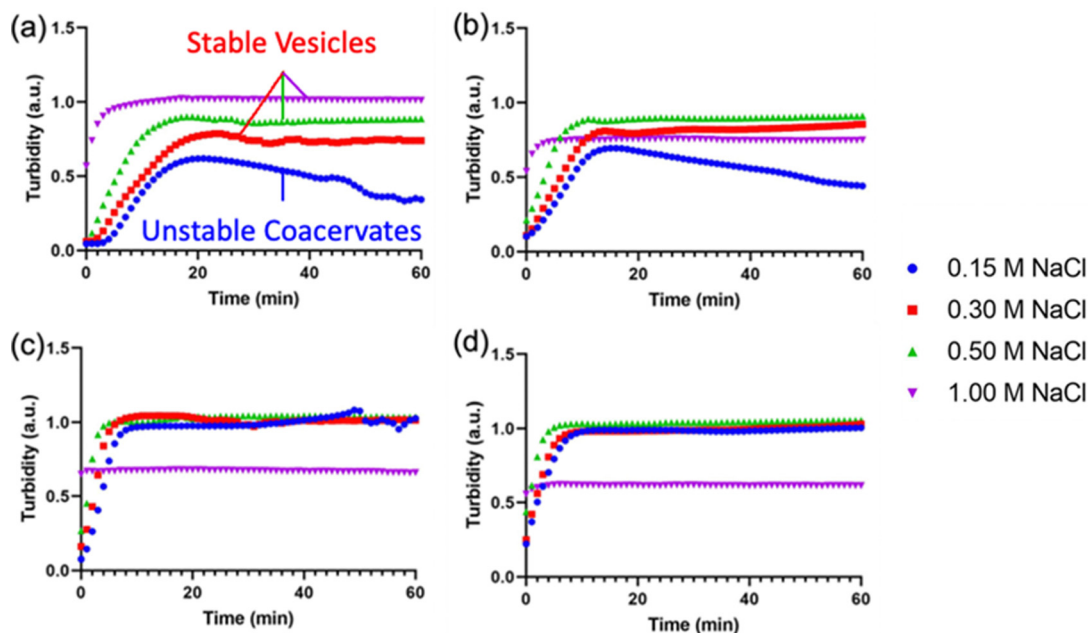 (a)
1.5
1.0
0.5
0.0
Turbidity (a.u.)
Stable Vesicles
Unstable Coacervates
0 20 40 60
Time (min)
(b)
1.5
1.0
0.5
0.0
Turbidity (a.u.)
0 20 40 60
Time (min)
(c)
1.5
1.0
0.5
0.0
Turbidity (a.u.)
0 20 40 60
Time (min)
(d)
1.5
1.0
0.5
0.0
Turbidity (a.u.)
0 20 40 60
Time (min)
0.15 M NaCl
0.30 M NaCl
0.50 M NaCl
1.00 M NaCl